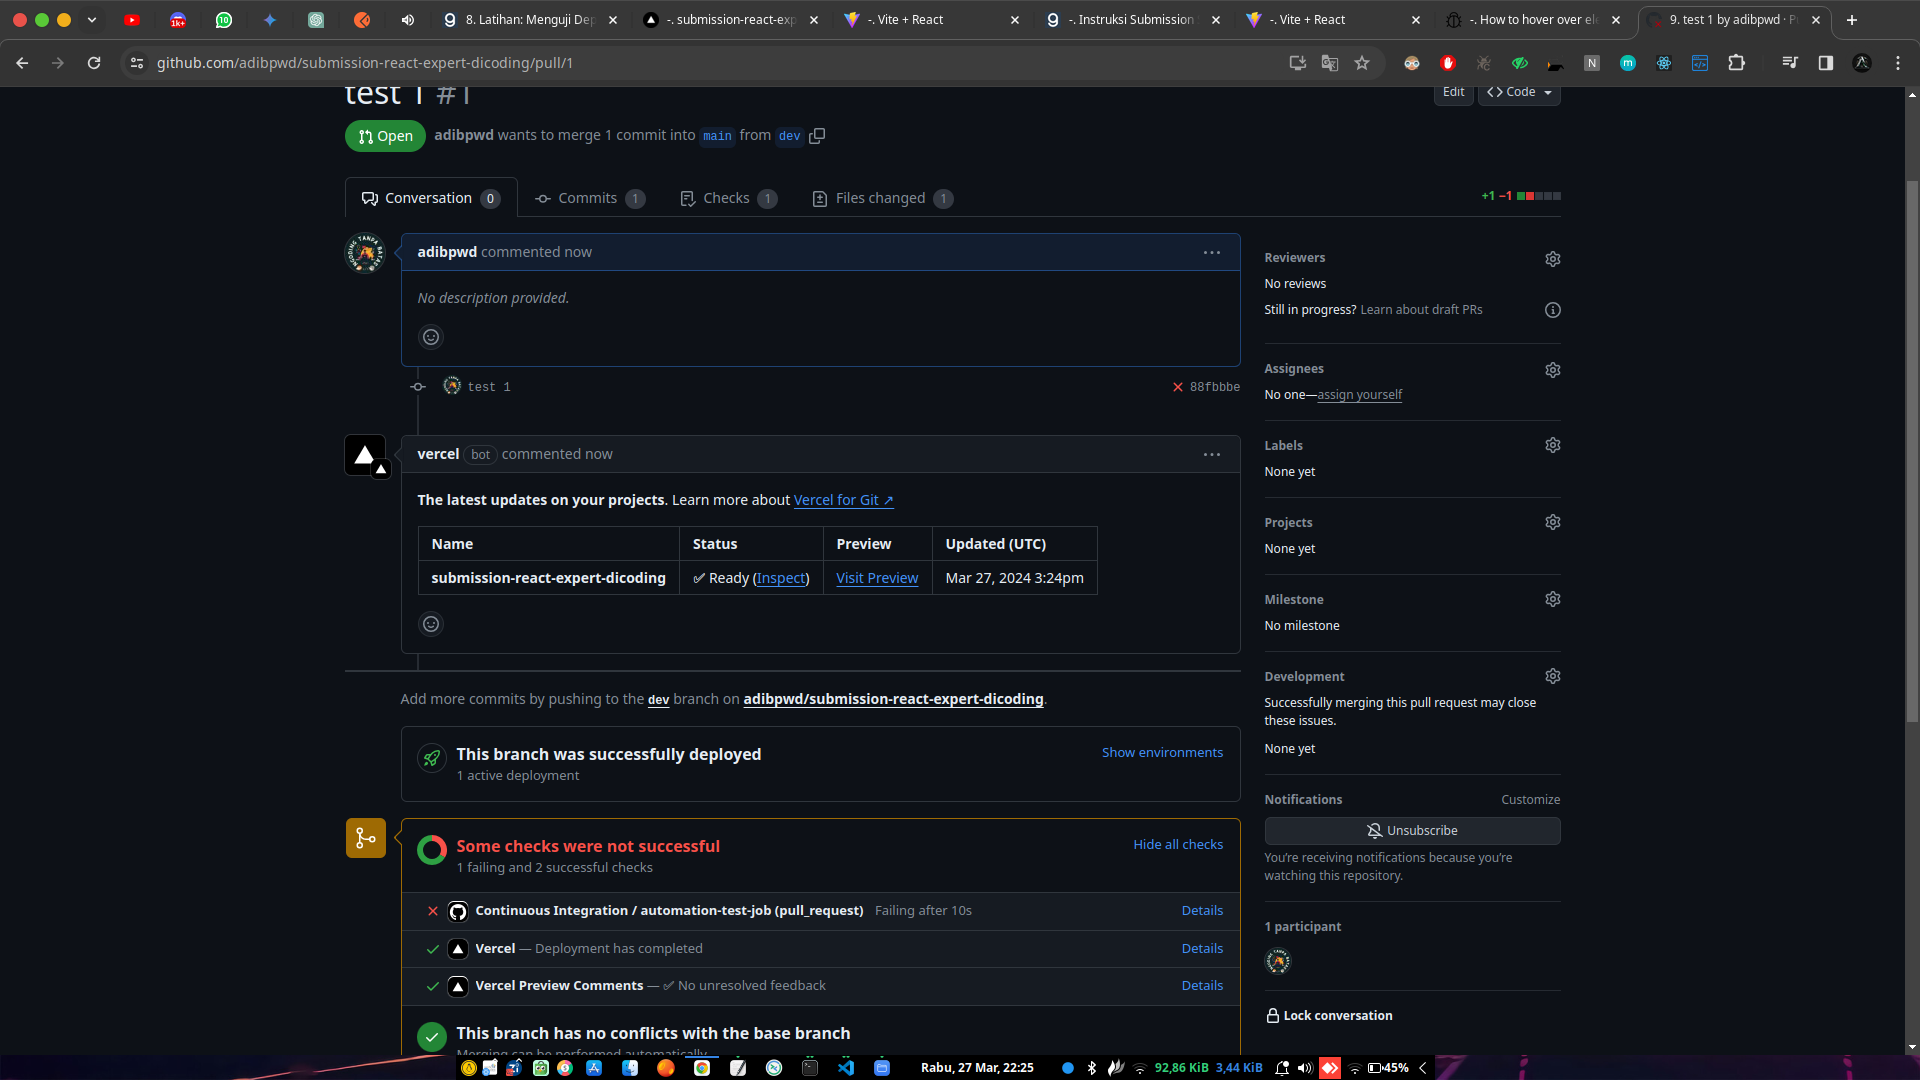 8. Latihan: Menguji Dep
-. submission-react-exp
-. Vite + React
-. Instruksi Submission
-. Vite + React
-. How to hover over ele
9. test 1 by adibpwd · P
github.com/adibpwd/submission-react-expert-dicoding/pull/1
test 1 #1
Edit
Code
Open
adibpwd wants to merge 1 commit into main from dev
Conversation 0
Commits 1
Checks 1
Files changed 1
+1 −1
adibpwd commented now
No description provided.
test 1
88fbbbe
vercel bot commented now
The latest updates on your projects. Learn more about Vercel for Git ↗
Name Status Preview Updated (UTC)
submission-react-expert-dicoding ✅ Ready (Inspect) Visit Preview Mar 27, 2024 3:24pm
Add more commits by pushing to the dev branch on adibpwd/submission-react-expert-dicoding.
This branch was successfully deployed
1 active deployment
Show environments
Some checks were not successful
1 failing and 2 successful checks
Hide all checks
Continuous Integration / automation-test-job (pull_request) Failing after 10s
Details
Vercel — Deployment has completed
Details
Vercel Preview Comments — ✅ No unresolved feedback
Details
This branch has no conflicts with the base branch
Merging can be performed automatically.
Reviewers
No reviews
Still in progress? Learn about draft PRs
Assignees
No one—assign yourself
Labels
None yet
Projects
None yet
Milestone
No milestone
Development
Successfully merging this pull request may close
these issues.
None yet
Notifications
Customize
Unsubscribe
You're receiving notifications because you're
watching this repository.
1 participant
Lock conversation
Rabu, 27 Mar, 22:25
92,86 KiB 3,44 KiB
45%